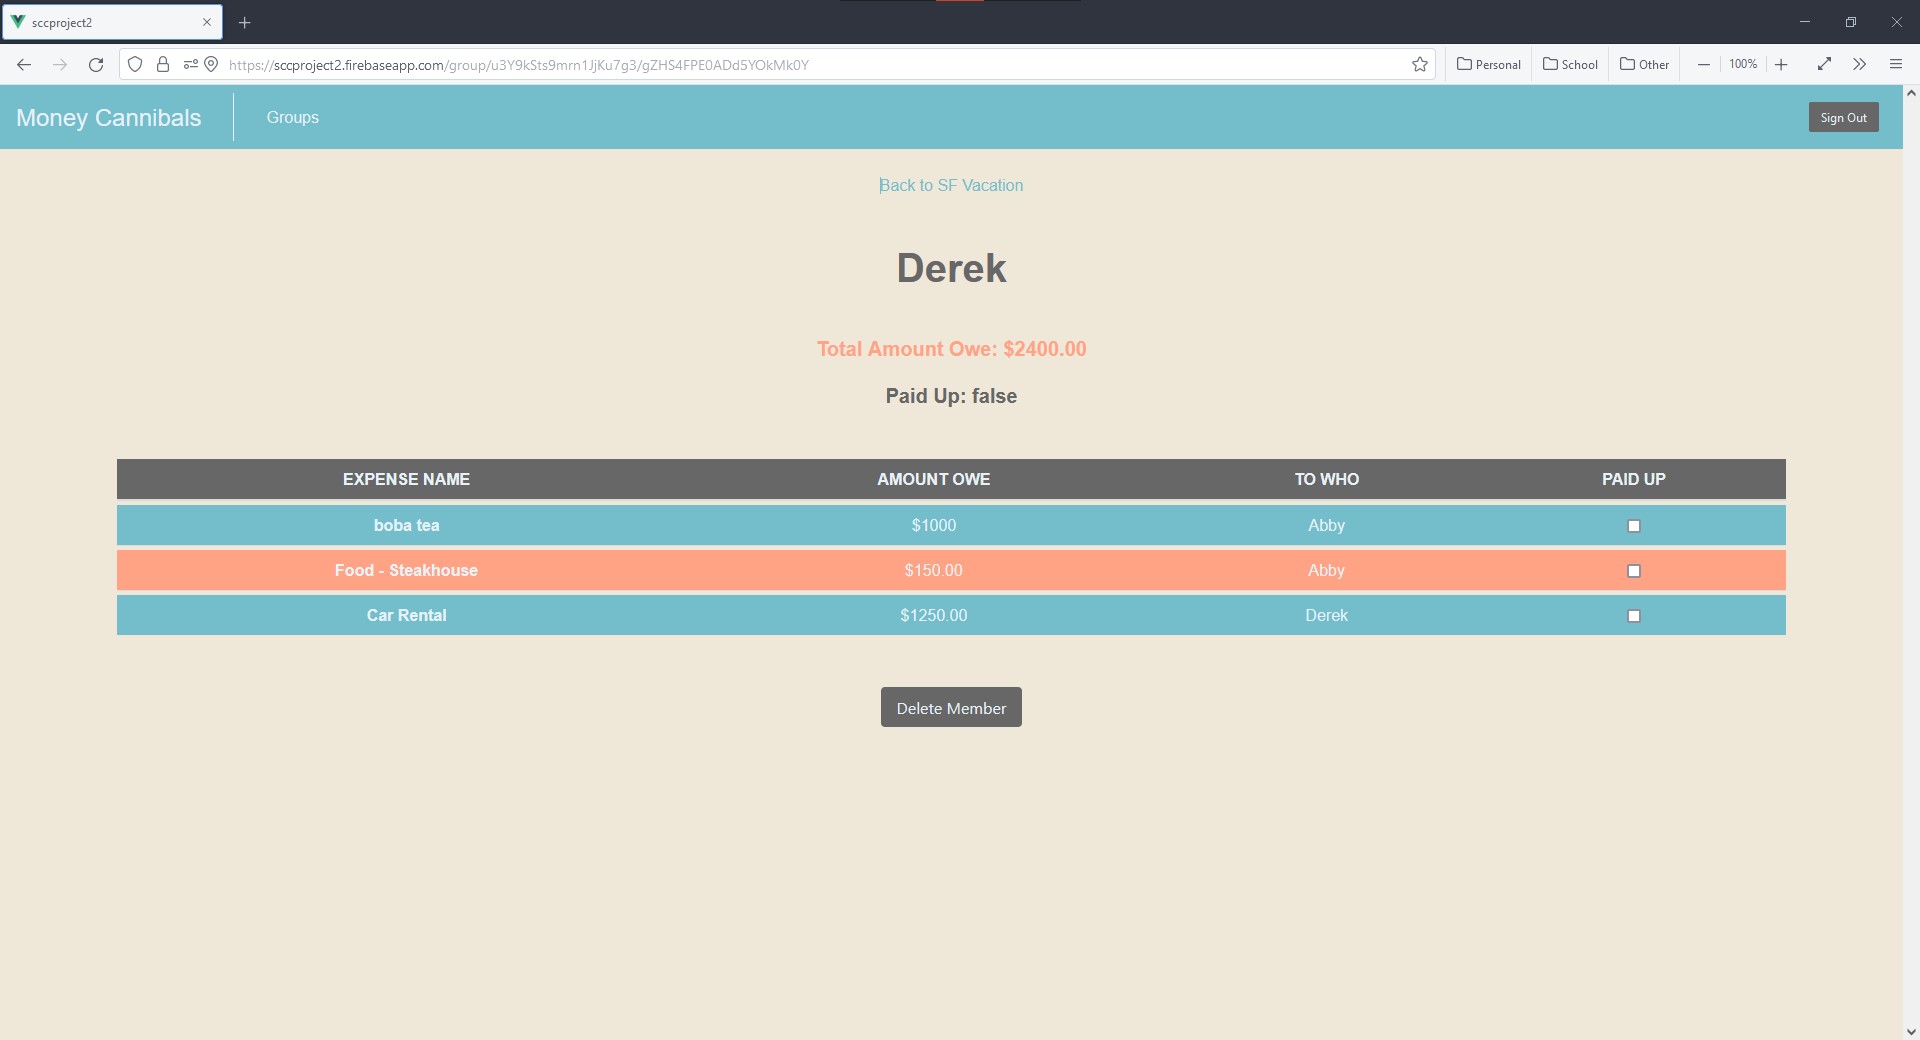 sccproject2
https://sccproject2.firebaseapp.com/group/u3Y9kSts9mrn1JjKu7g3/gZHS4FPE0ADd5YOkMk0Y
Personal School Other 100%
Money Cannibals Groups Sign Out
Back to SF Vacation
Derek
Total Amount Owe: $2400.00
Paid Up: false
EXPENSE NAME AMOUNT OWE TO WHO PAID UP
boba tea $1000 Abby
Food - Steakhouse $150.00 Abby
Car Rental $1250.00 Derek
Delete Member